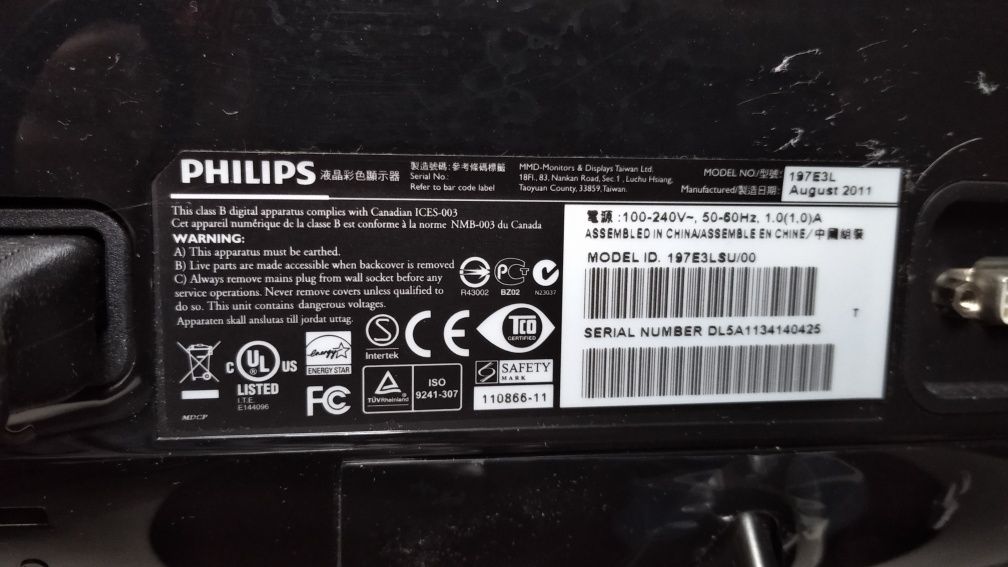 PHILIPS 液晶彩色顯示器
製造號碼:參考條碼標籤
Serial No.:
Refer to bar code label
MMD-Monitors & Displays Taiwan Ltd.
18Fl., 83, Nankan Road, Sec. 1, Luchu Hsiang,
Taoyuan County, 33859, Taiwan.
MODEL NO./型號: 197E3L
Manufactured/製造日期: August 2011
This class B digital apparatus complies with Canadian ICES-003
Cet appareil numérique de la classe B est conforme à la norme NMB-003 du Canada
WARNING:
A) This apparatus must be earthed.
B) Live parts are made accessible when backcover is removed
C) Always remove mains plug from wall socket before any
service operations. Never remove covers unless qualified to
do so. This unit contains dangerous voltages.
Apparaten skall anslutas till jordat uttag.
R43002
PCT
BZ02
N23037
C UL US
LISTED
I.T.E.
E144096
energy
ENERGY STAR
S
Intertek
CE
TCO
CERTIFIED
FC
TÜVRheinland
ISO
9241-307
SAFETY
MARK
110866-11
MDCP
電源:100-240V~, 50-60Hz, 1.0(1.0)A
ASSEMBLED IN CHINA/ASSEMBLE EN CHINE/中國組裝
MODEL ID. 197E3LSU/00
T
SERIAL NUMBER DL5A1134140425